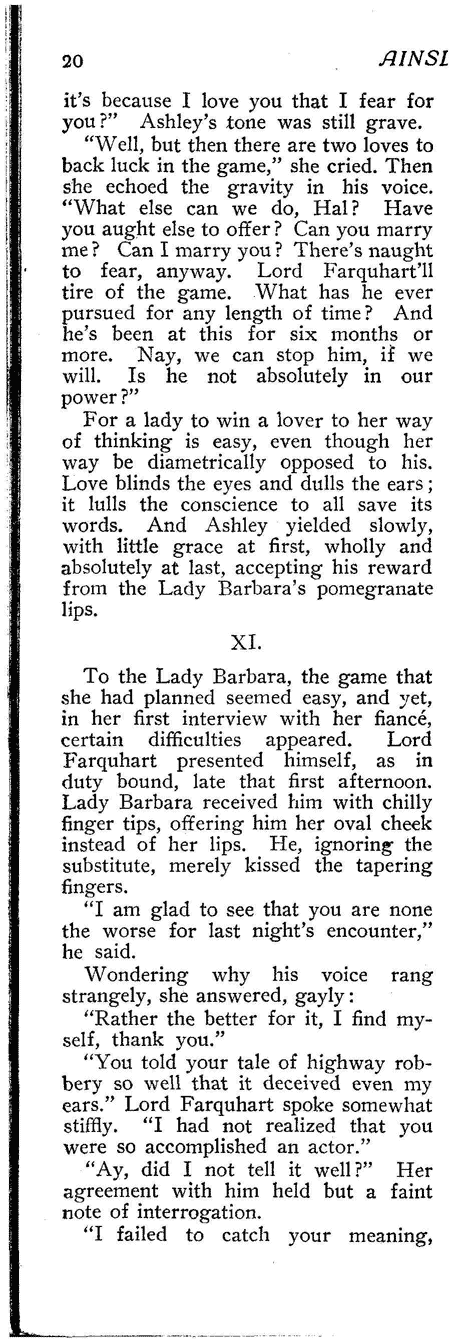 20
AINSL
it's because I love you that I fear for
you?" Ashley's tone was still grave.
"Well, but then there are two loves to
back luck in the game," she cried. Then
she echoed the gravity in his voice.
"What else can we do, Hal? Have
you aught else to offer? Can you marry
me? Can I marry you? There's naught
to fear, anyway. Lord Farquhart'll
tire of the game. What has he ever
pursued for any length of time? And
he's been at this for six months or
more. Nay, we can stop him, if we
will. Is he not absolutely in our
power?"
For a lady to win a lover to her way
of thinking is easy, even though her
way be diametrically opposed to his.
Love blinds the eyes and dulls the ears;
it lulls the conscience to all save its
words. And Ashley yielded slowly,
with little grace at first, wholly and
absolutely at last, accepting his reward
from the Lady Barbara's pomegranate
lips.
XI.
To the Lady Barbara, the game that
she had planned seemed easy, and yet,
in her first interview with her fiancé,
certain difficulties appeared. Lord
Farquhart presented himself, as in
duty bound, late that first afternoon.
Lady Barbara received him with chilly
finger tips, offering him her oval cheek
instead of her lips. He, ignoring the
substitute, merely kissed the tapering
fingers.
"I am glad to see that you are none
the worse for last night's encounter,"
he said.
Wondering why his voice rang
strangely, she answered, gayly:
"Rather the better for it, I find my-
self, thank you."
"You told your tale of highway rob-
bery so well that it deceived even my
ears." Lord Farquhart spoke somewhat
stiffly. "I had not realized that you
were so accomplished an actor."
"Ay, did I not tell it well?" Her
agreement with him held but a faint
note of interrogation.
"I failed to catch your meaning,